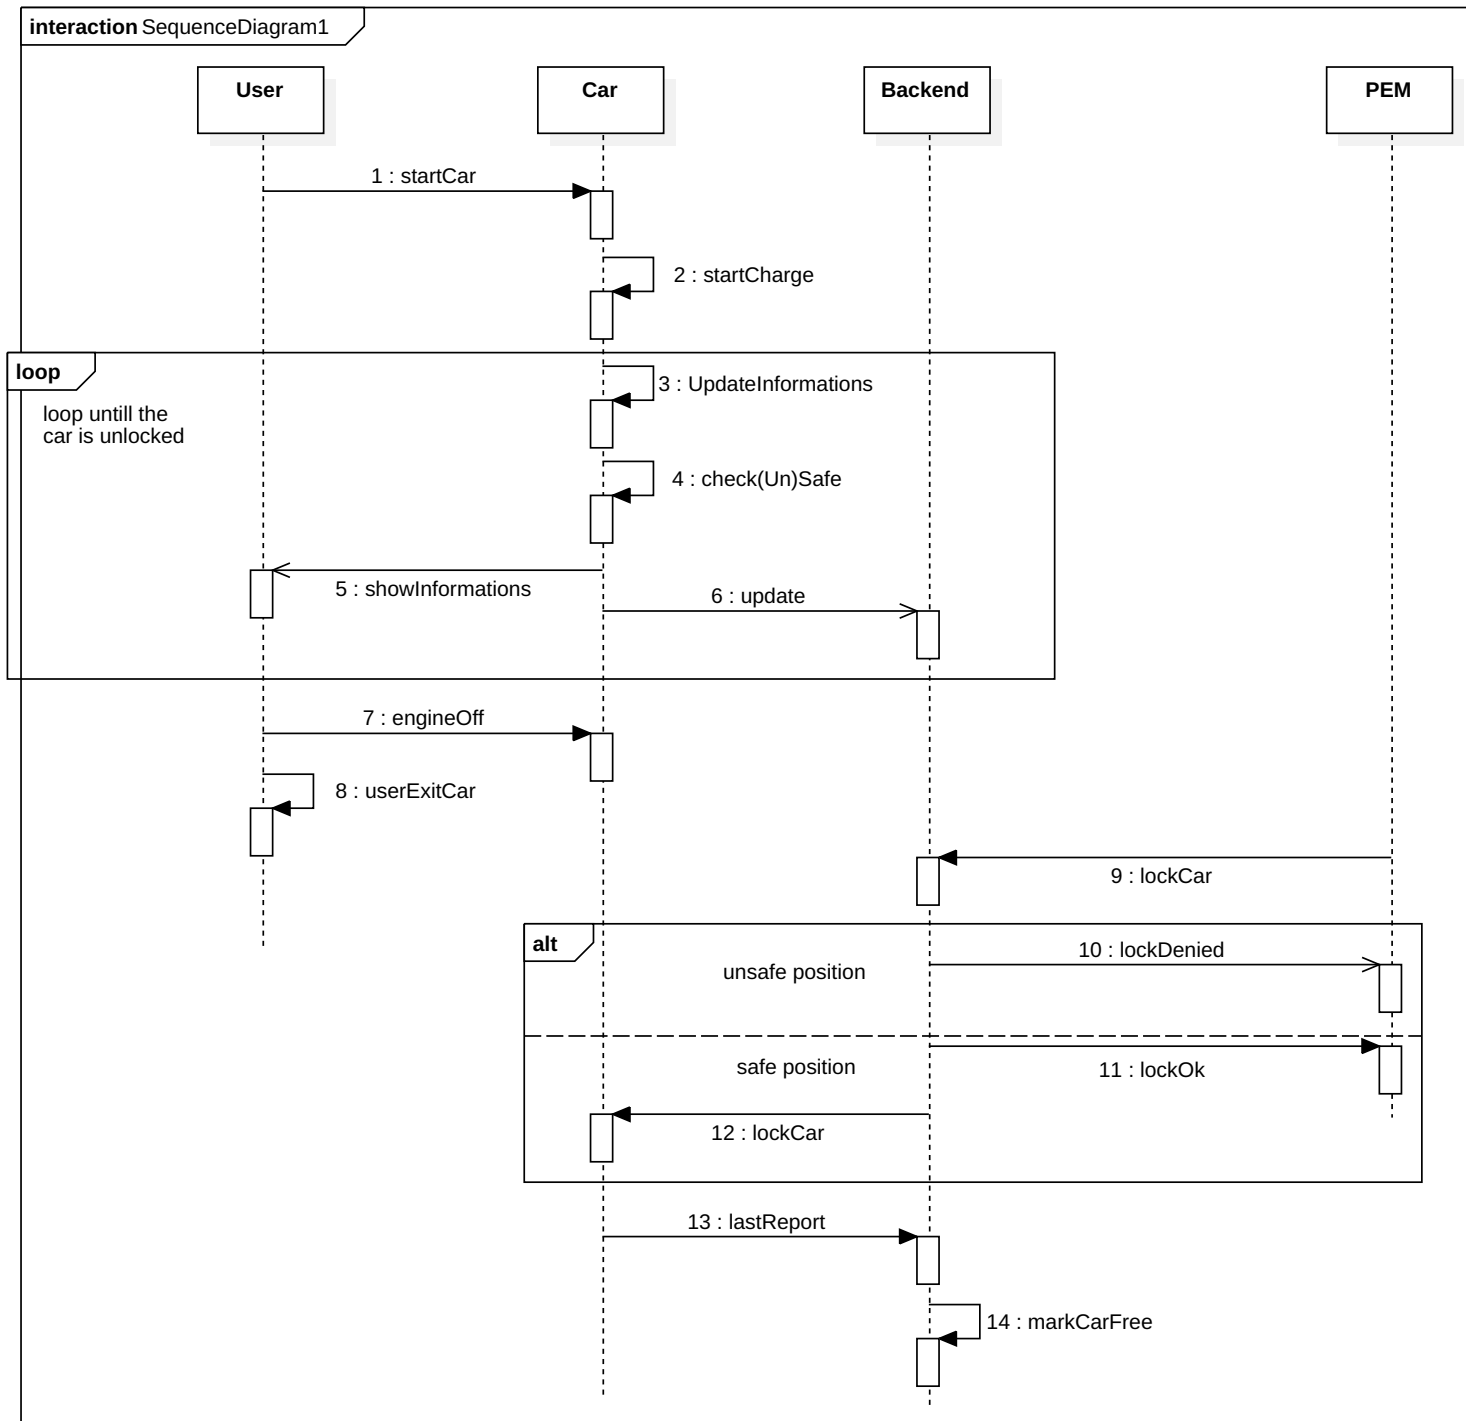 interaction SequenceDiagram1
User
Car
Backend
PEM
1 : startCar
2 : startCharge
loop
3 : UpdateInformations
loop untill the
car is unlocked
4 : check(Un)Safe
5 : showInformations
6 : update
7 : engineOff
8 : userExitCar
9 : lockCar
alt
10 : lockDenied
unsafe position
safe position
11 : lockOk
12 : lockCar
13 : lastReport
14 : markCarFree